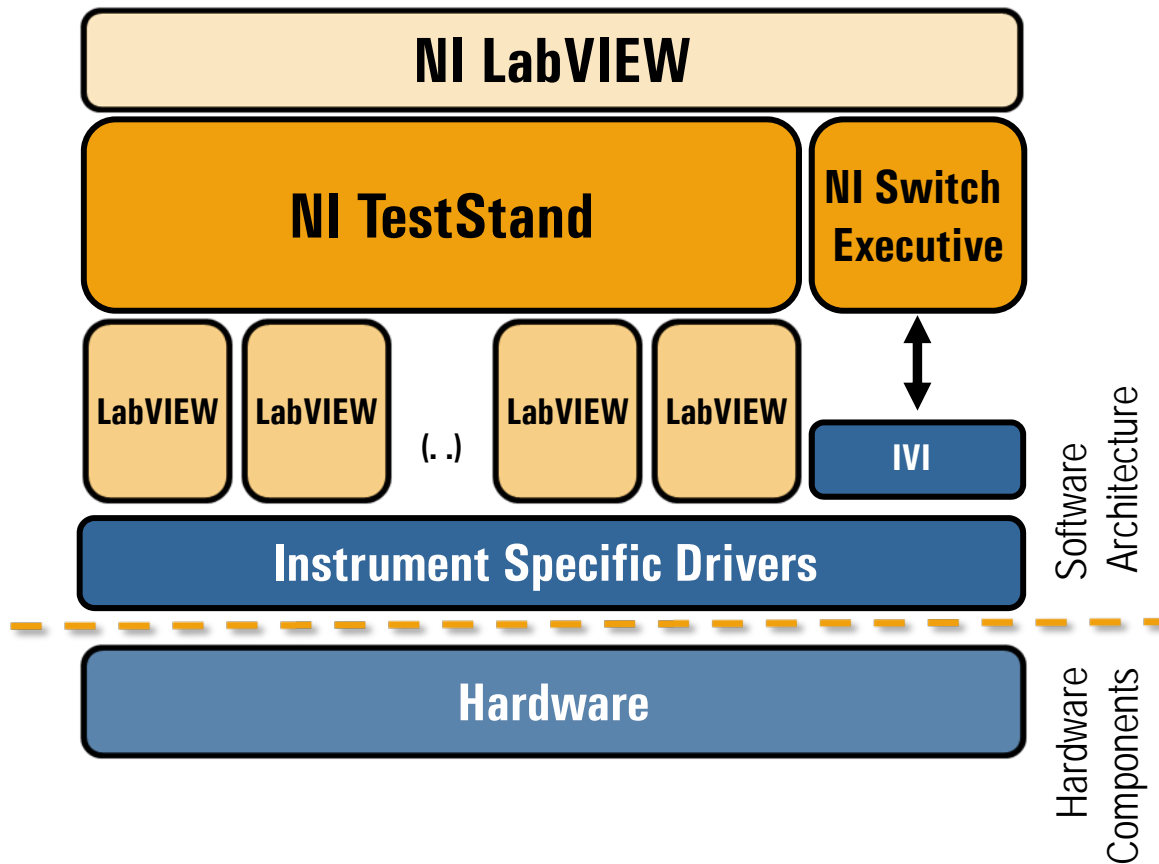 NI LabVIEW
NI TestStand
NI Switch
Executive
LabVIEW
LabVIEW
(. .)
LabVIEW
LabVIEW
IVI
Instrument Specific Drivers
Software
Architecture
Hardware
Hardware
Components